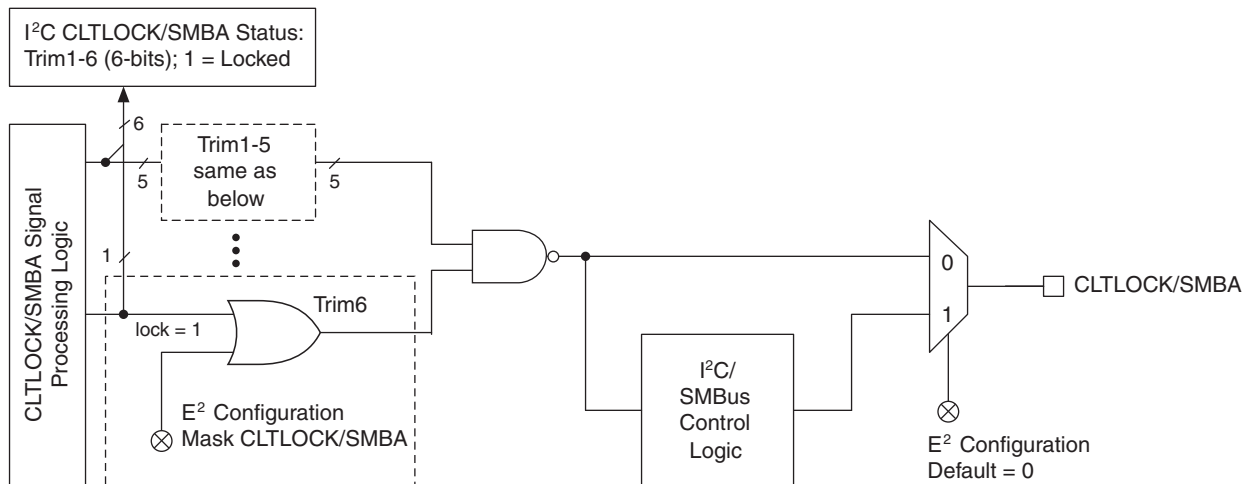 I²C CLTLOCK/SMBA Status:
Trim1-6 (6-bits); 1 = Locked
6
CLTLOCK/SMBA Signal
Processing Logic
5
Trim1-5
same as
below
5
1
Trim6
lock = 1
E² Configuration
Mask CLTLOCK/SMBA
I²C/
SMBus
Control
Logic
0
1
CLTLOCK/SMBA
E² Configuration
Default = 0